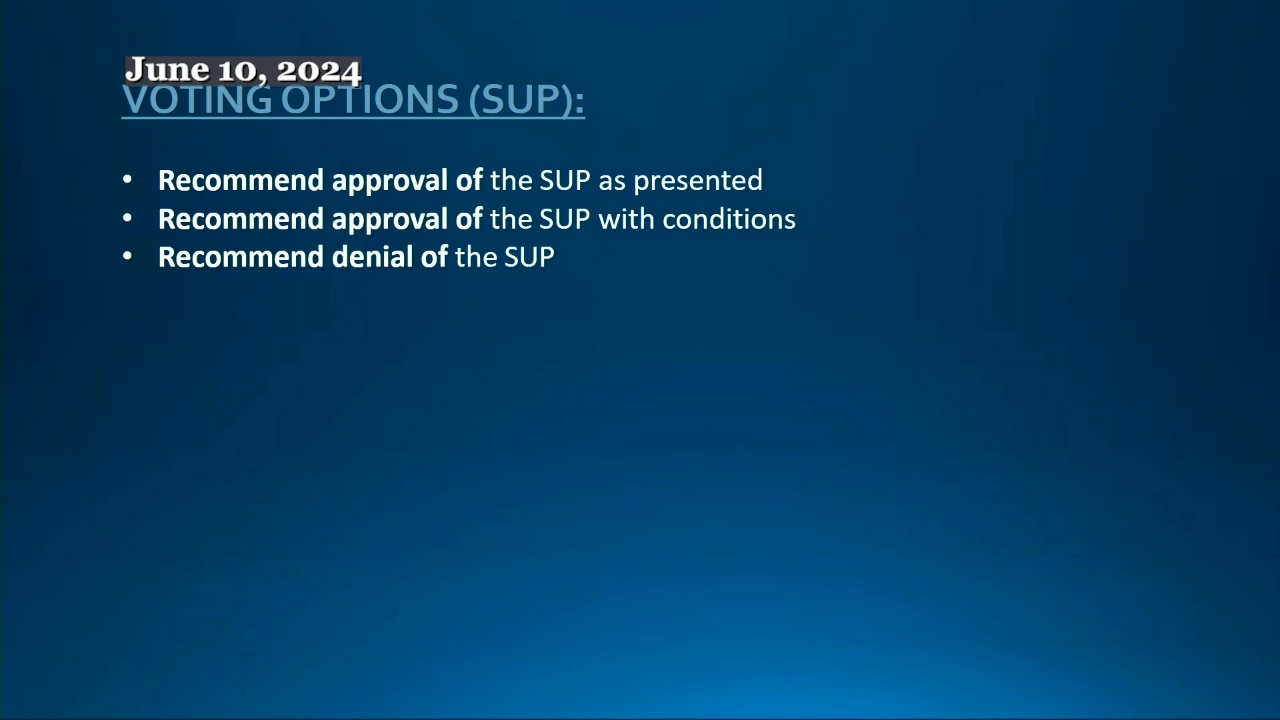 June 10, 2024
VOTING OPTIONS (SUP):
• Recommend approval of the SUP as presented
• Recommend approval of the SUP with conditions
• Recommend denial of the SUP